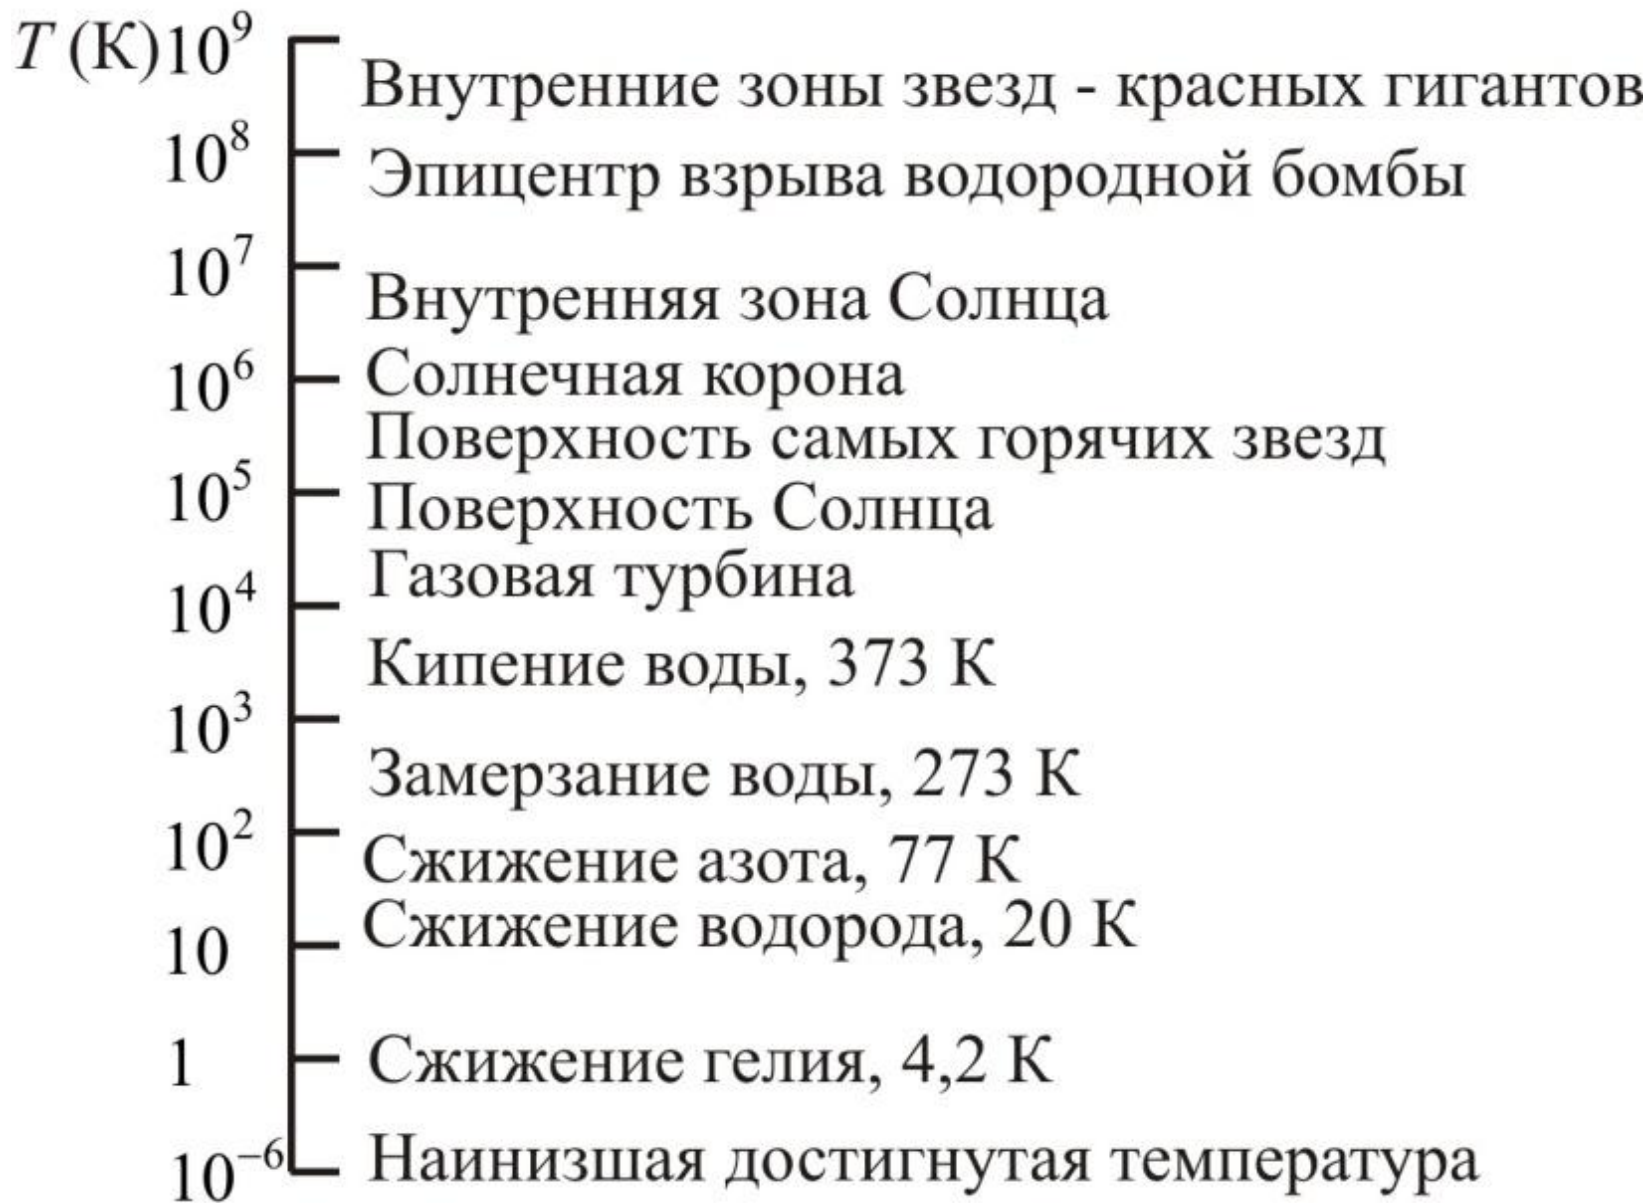 T (К) 10⁹
Внутренние зоны звезд - красных гигантов
10⁸
Эпицентр взрыва водородной бомбы
10⁷
Внутренняя зона Солнца
10⁶ Солнечная корона
Поверхность самых горячих звезд
10⁵ Поверхность Солнца
Газовая турбина
10⁴
Кипение воды, 373 К
10³
Замерзание воды, 273 К
10²
Сжижение азота, 77 К
10 Сжижение водорода, 20 К
1 Сжижение гелия, 4,2 К
10⁻⁶ Наинизшая достигнутая температура